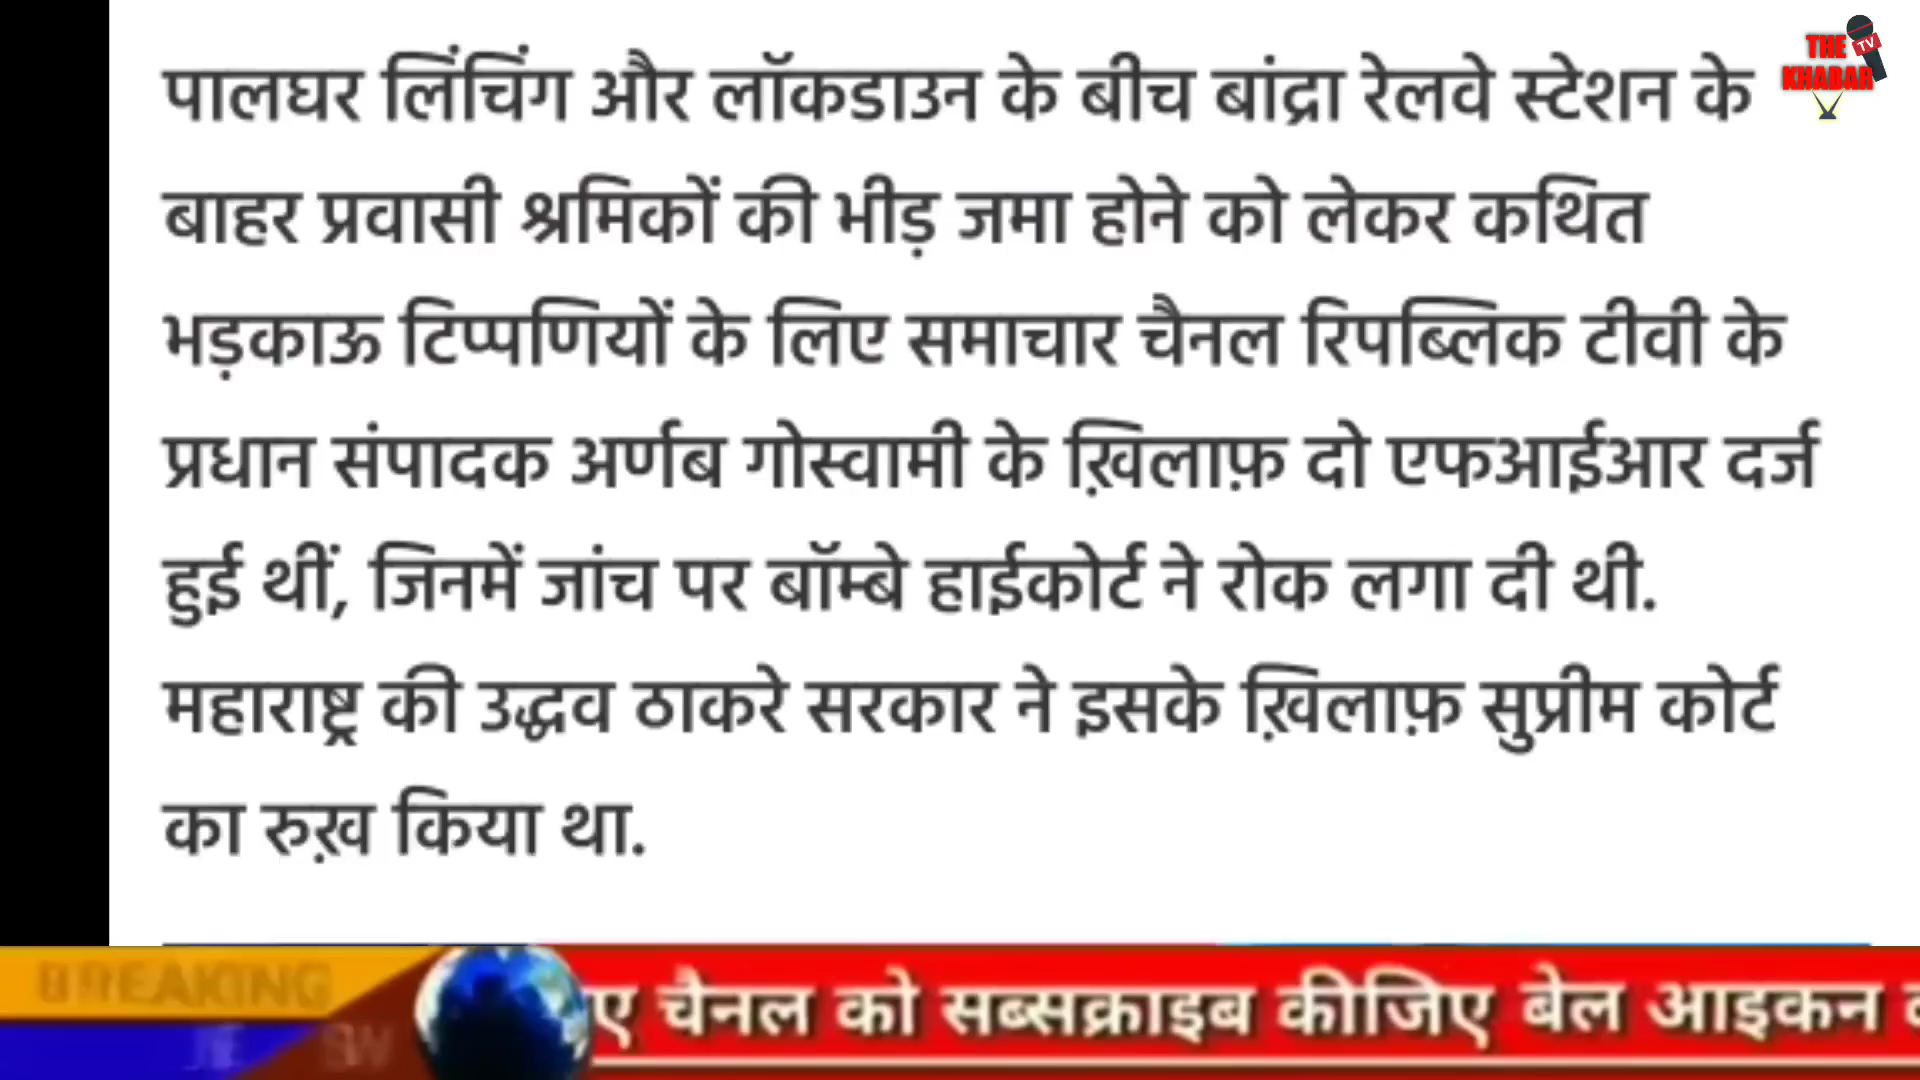 पालघर लिंचिंग और लॉकडाउन के बीच बांद्रा रेलवे स्टेशन के
बाहर प्रवासी श्रमिकों की भीड़ जमा होने को लेकर कथित
भड़काऊ टिप्पणियों के लिए समाचार चैनल रिपब्लिक टीवी के
प्रधान संपादक अर्णब गोस्वामी के ख़िलाफ़ दो एफआईआर दर्ज
हुई थीं, जिनमें जांच पर बॉम्बे हाईकोर्ट ने रोक लगा दी थी.
महाराष्ट्र की उद्धव ठाकरे सरकार ने इसके ख़िलाफ़ सुप्रीम कोर्ट
का रुख़ किया था.
THE TV
KHABAR
BREAKING
चैनल को सब्सक्राइब कीजिए बेल आइकन